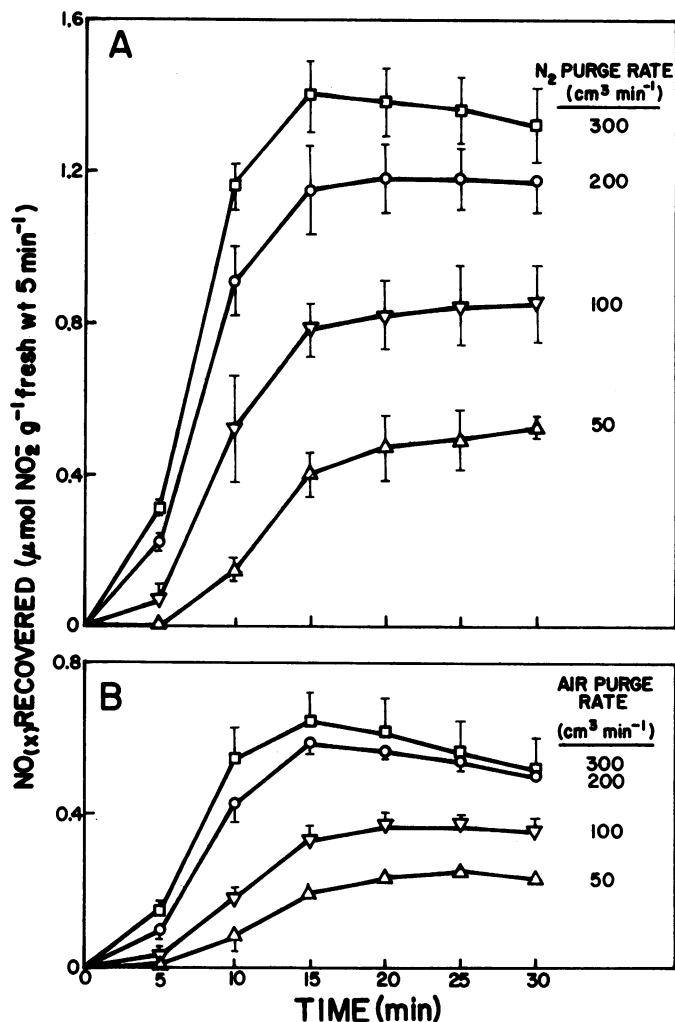 A
1.6
1.2
0.8
0.4
0
N₂ PURGE RATE
(cm³ min⁻¹)
300
200
100
50
NO(x) RECOVERED (μmol NO₂⁻ g⁻¹ fresh wt 5 min⁻¹)
B
0.8
0.4
0
AIR PURGE
RATE
(cm³ min⁻¹)
300
200
100
50
0 5 10 15 20 25 30
TIME (min)